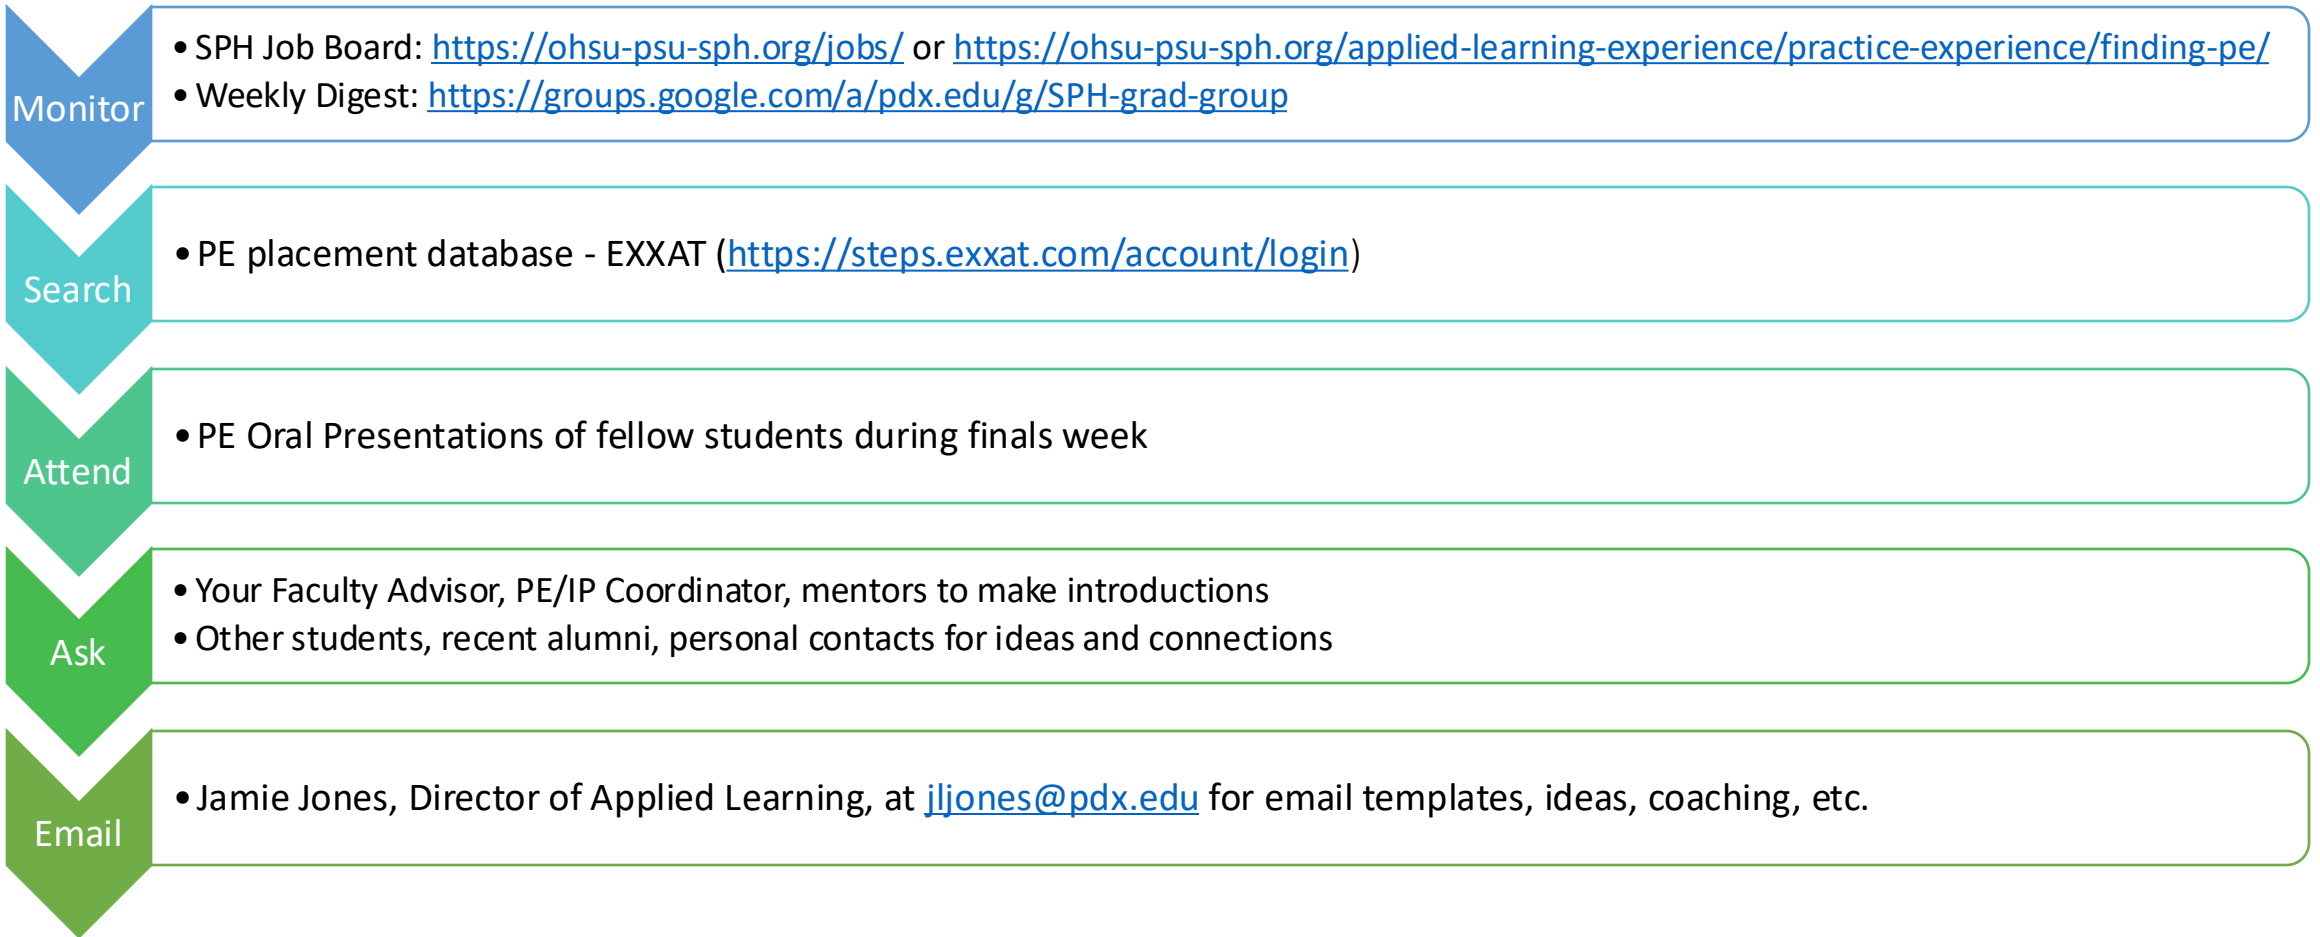 Monitor
• SPH Job Board: https://ohsu-psu-sph.org/jobs/ or https://ohsu-psu-sph.org/applied-learning-experience/practice-experience/finding-pe/
• Weekly Digest: https://groups.google.com/a/pdx.edu/g/SPH-grad-group
Search
• PE placement database - EXXAT (https://steps.exxat.com/account/login)
Attend
• PE Oral Presentations of fellow students during finals week
Ask
• Your Faculty Advisor, PE/IP Coordinator, mentors to make introductions
• Other students, recent alumni, personal contacts for ideas and connections
Email
• Jamie Jones, Director of Applied Learning, at jljones@pdx.edu for email templates, ideas, coaching, etc.